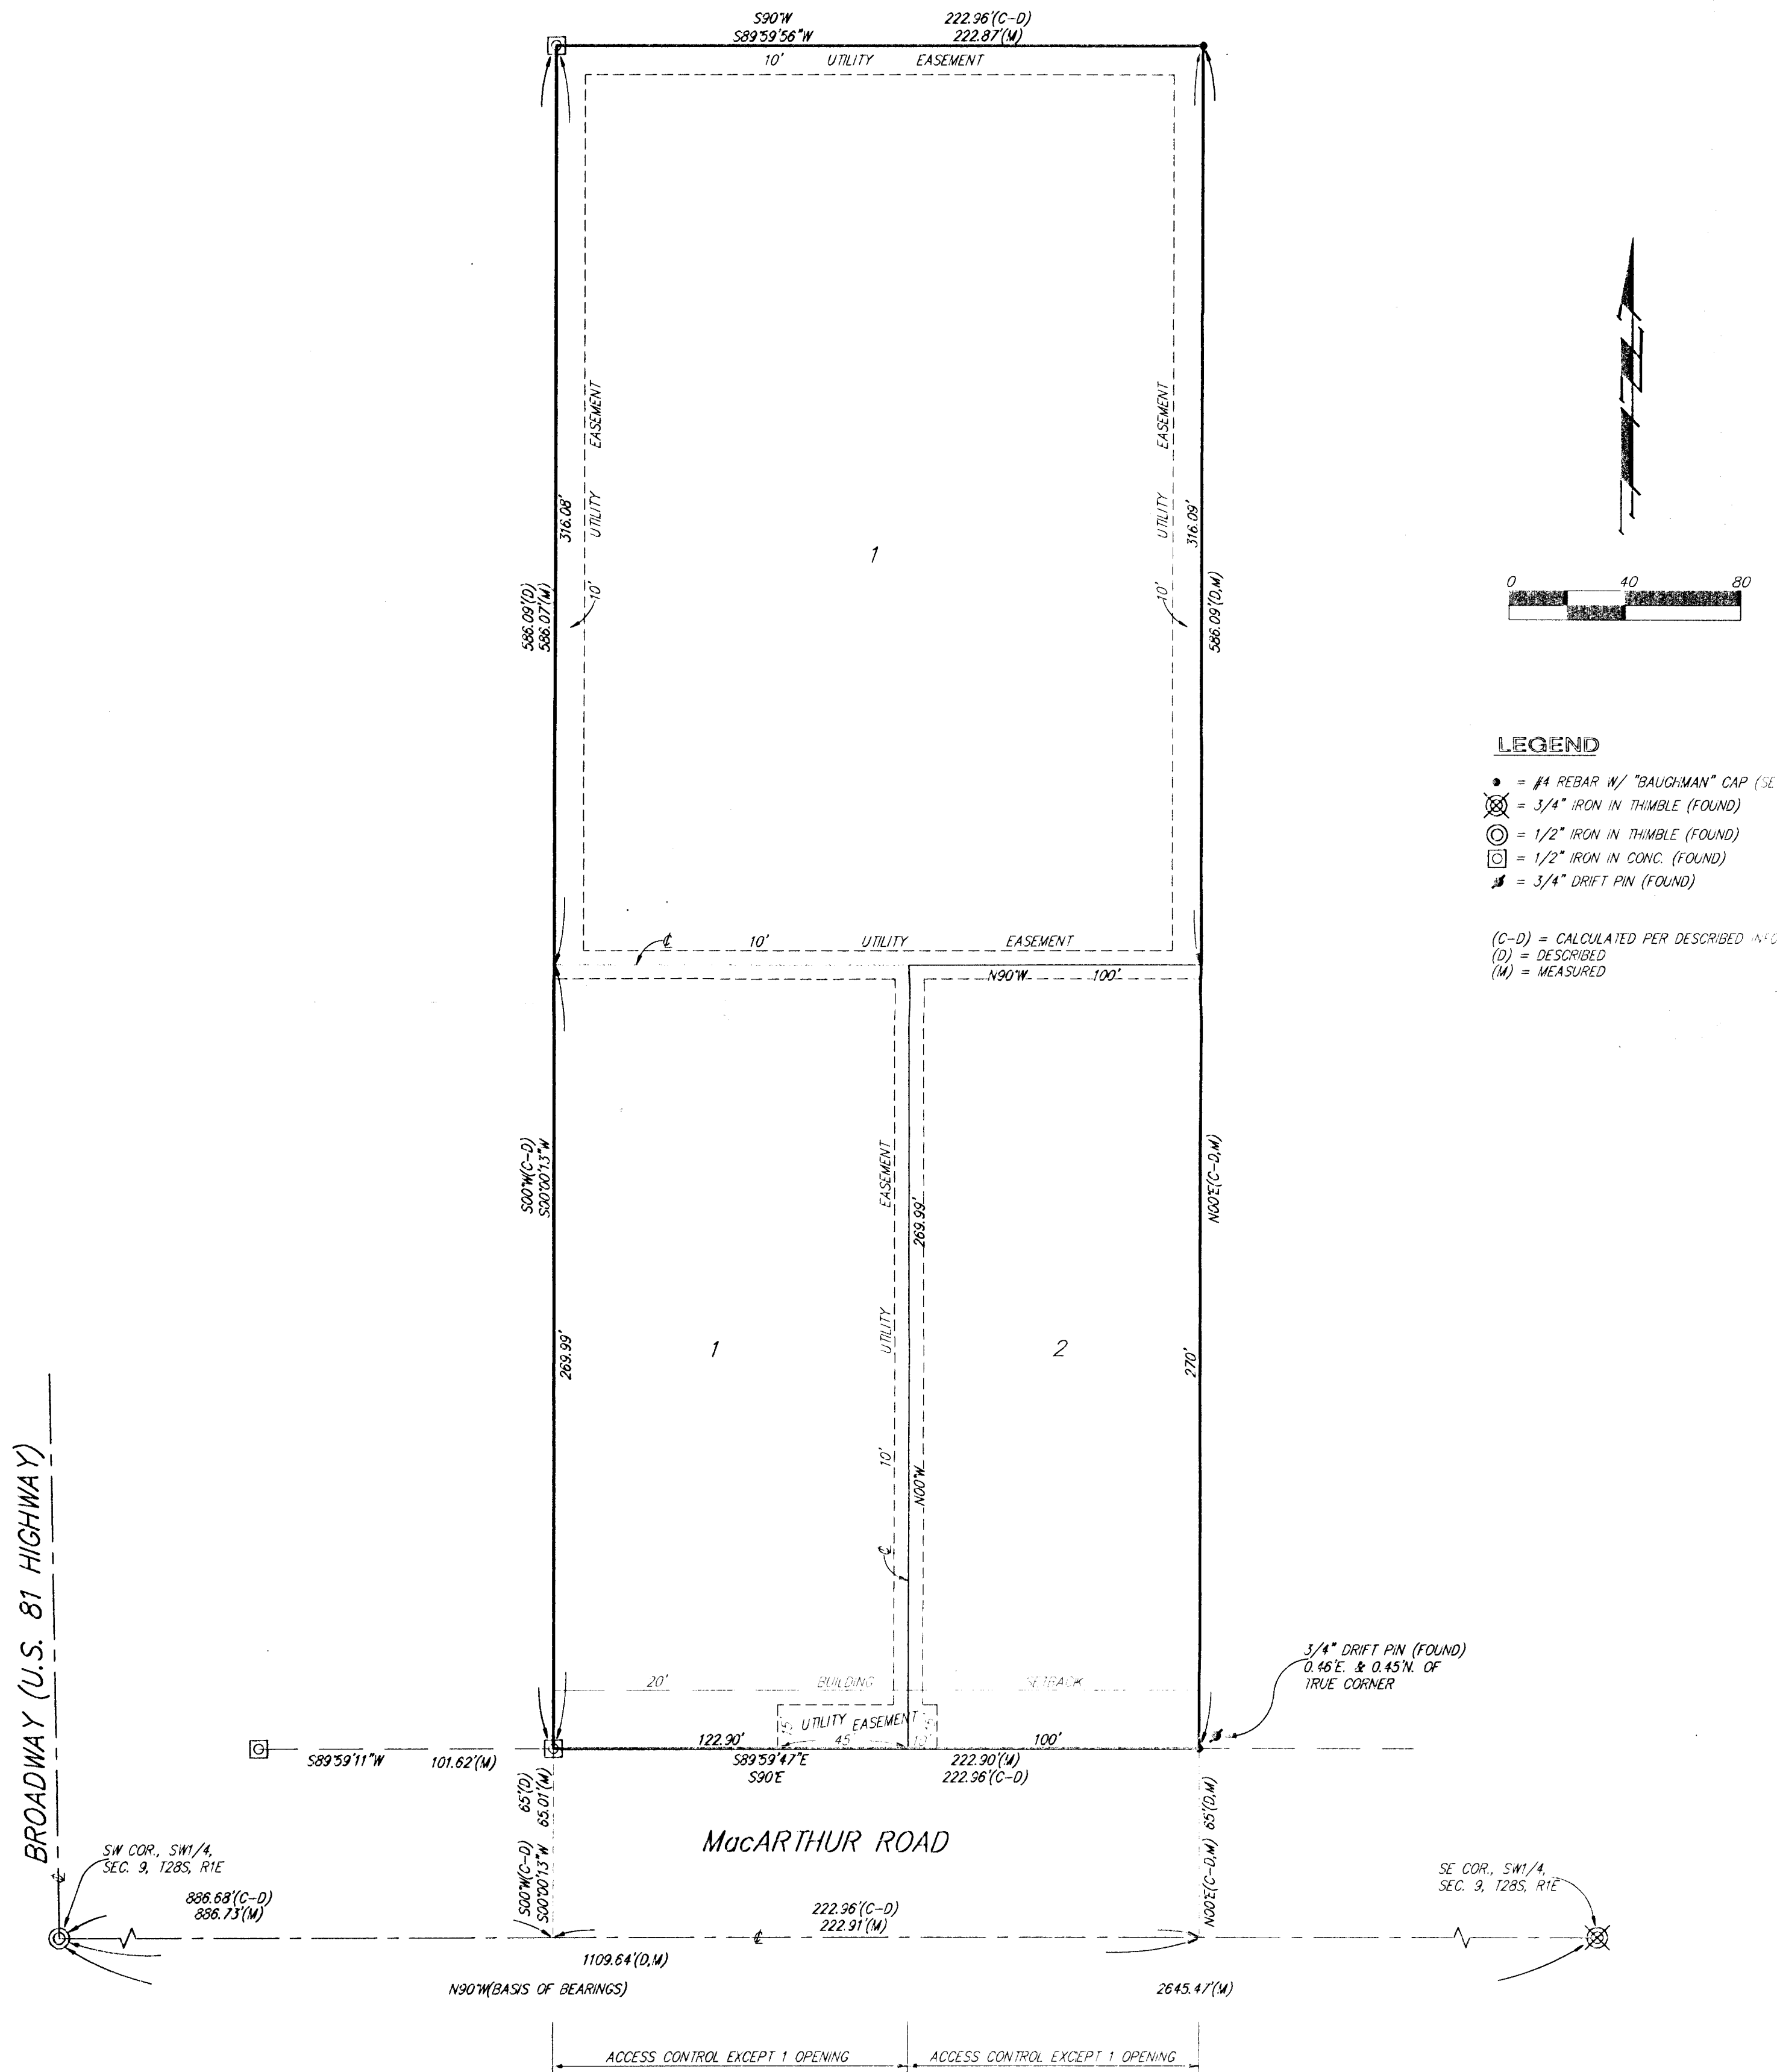 S90°W 222.96'(C-D)
S89°59'56"W 222.87'(M)
10' UTILITY EASEMENT
UTILITY EASEMENT
10'
316.08'
586.09'(D)
586.07'(M)
1
UTILITY EASEMENT
10'
316.09'
586.09'(D,M)
0 40 80
LEGEND
= #4 REBAR W/ "BAUGHMAN" CAP
= 3/4" IRON IN THIMBLE (FOUND)
= 1/2" IRON IN THIMBLE (FOUND)
= 1/2" IRON IN CONC. (FOUND)
= 3/4" DRIFT PIN (FOUND)
(C-D) = CALCULATED PER DESCRIBED
(D) = DESCRIBED
(M) = MEASURED
℄ 10' UTILITY EASEMENT
N90°W 100'
S00°W(C-D)
S00°00'13"W
269.99'
1
10' UTILITY EASEMENT
℄
N00°W 269.99'
2
270'
N00°E(C-D,M)
20' BUILDING SETBACK
UTILITY EASEMENT
45' 10'
122.90' 100'
S89°59'47"E 222.90'(M)
S90°E 222.96'(C-D)
3/4" DRIFT PIN (FOUND)
0.46'E. & 0.45'N. OF
TRUE CORNER
S89°59'11"W 101.62'(M)
S00°W(C-D) 65'(D)
S00°00'13"W 65.01'(M)
N00°E(C-D,M) 65'(D,M)
MacARTHUR ROAD
BROADWAY (U.S. 81 HIGHWAY)
℄
SW COR., SW1/4,
SEC. 9, T28S, R1E
SE COR., SW1/4,
SEC. 9, T28S, R1E
886.68'(C-D)
886.73'(M)
222.96'(C-D)
222.91'(M)
℄
1109.64'(D,M)
N90°W(BASIS OF BEARINGS) 2645.47'(M)
ACCESS CONTROL EXCEPT 1 OPENING ACCESS CONTROL EXCEPT 1 OPENING